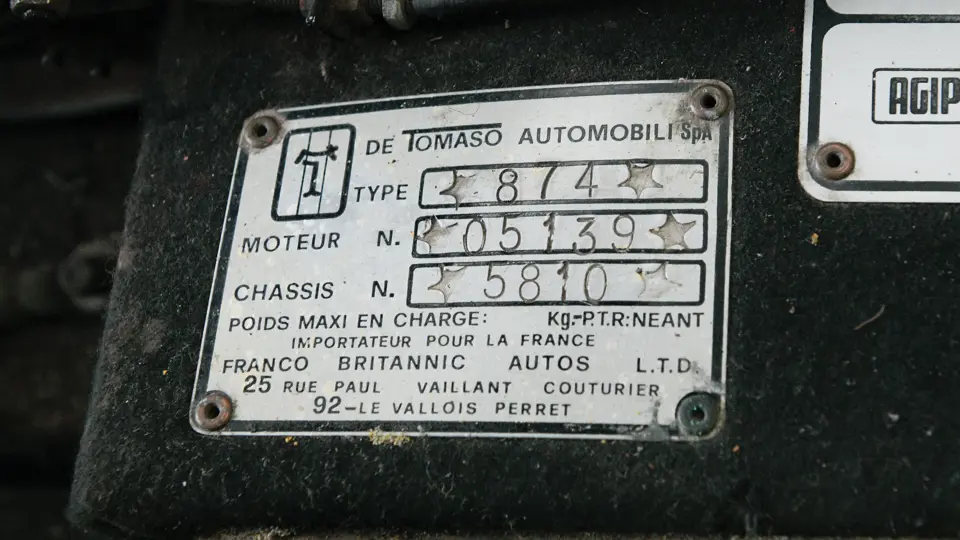 DE TOMASO AUTOMOBILI SpA
TYPE 874
MOTEUR N. 05139
CHASSIS N. 5810
POIDS MAXI EN CHARGE: Kg.-P.T.R:NEANT
IMPORTATEUR POUR LA FRANCE
FRANCO BRITANNIC AUTOS L.T.D.
25 RUE PAUL VAILLANT COUTURIER
92-LE VALLOIS PERRET
AGIP